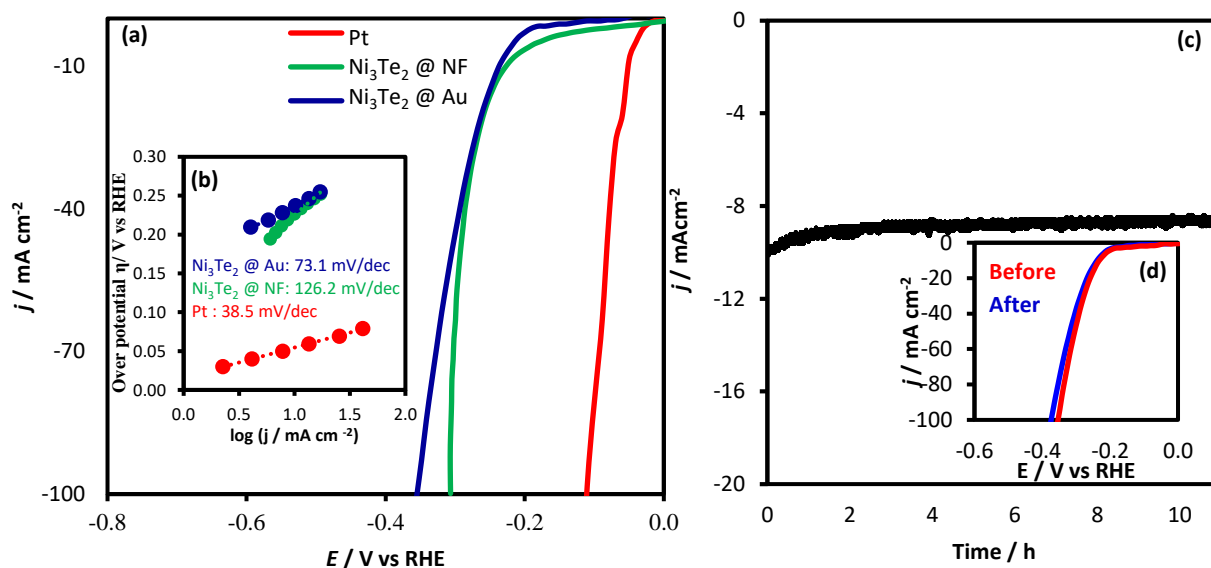 (a)
Pt
Ni₃Te₂ @ NF
Ni₃Te₂ @ Au
-10
-40
-70
-100
j / mA cm⁻²
-0.8
-0.6
-0.4
-0.2
0.0
E / V vs RHE
(b)
0.30
0.25
0.20
0.15
0.10
0.05
0.00
Over potential η/ V vs RHE
Ni₃Te₂ @ Au: 73.1 mV/dec
Ni₃Te₂ @ NF: 126.2 mV/dec
Pt : 38.5 mV/dec
0.0
0.5
1.0
1.5
2.0
log (j / mA cm ⁻²)
(c)
0
-4
-8
-12
-16
-20
j / mAcm⁻²
0
2
4
6
8
10
Time / h
(d)
Before
After
0
-20
-40
-60
-80
-100
j / mA cm⁻²
-0.6
-0.4
-0.2
0.0
E / V vs RHE